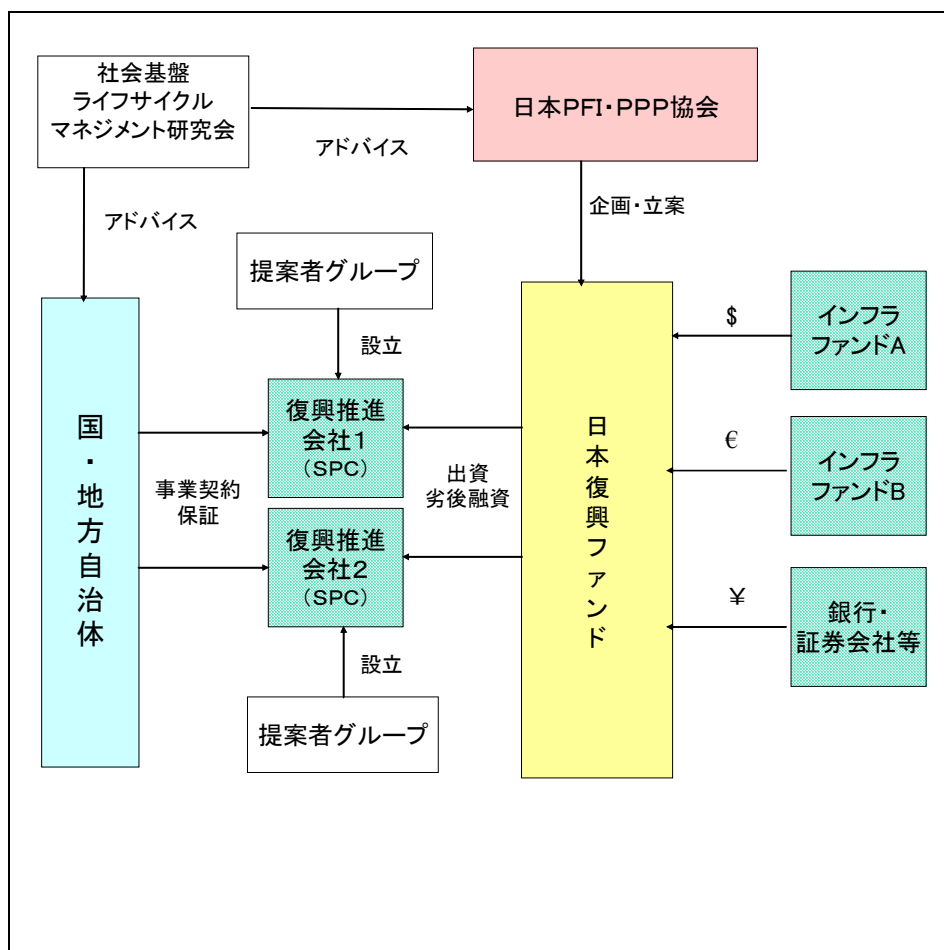 社会基盤
ライフサイクル
マネジメント研究会
日本PFI・PPP協会
アドバイス
アドバイス
企画・立案
提案者グループ
設立
国・地方自治体
事業契約
保証
復興推進
会社1
(SPC)
復興推進
会社2
(SPC)
設立
提案者グループ
出資
劣後融資
日本復興ファンド
$
インフラ
ファンドA
€
インフラ
ファンドB
¥
銀行・
証券会社等